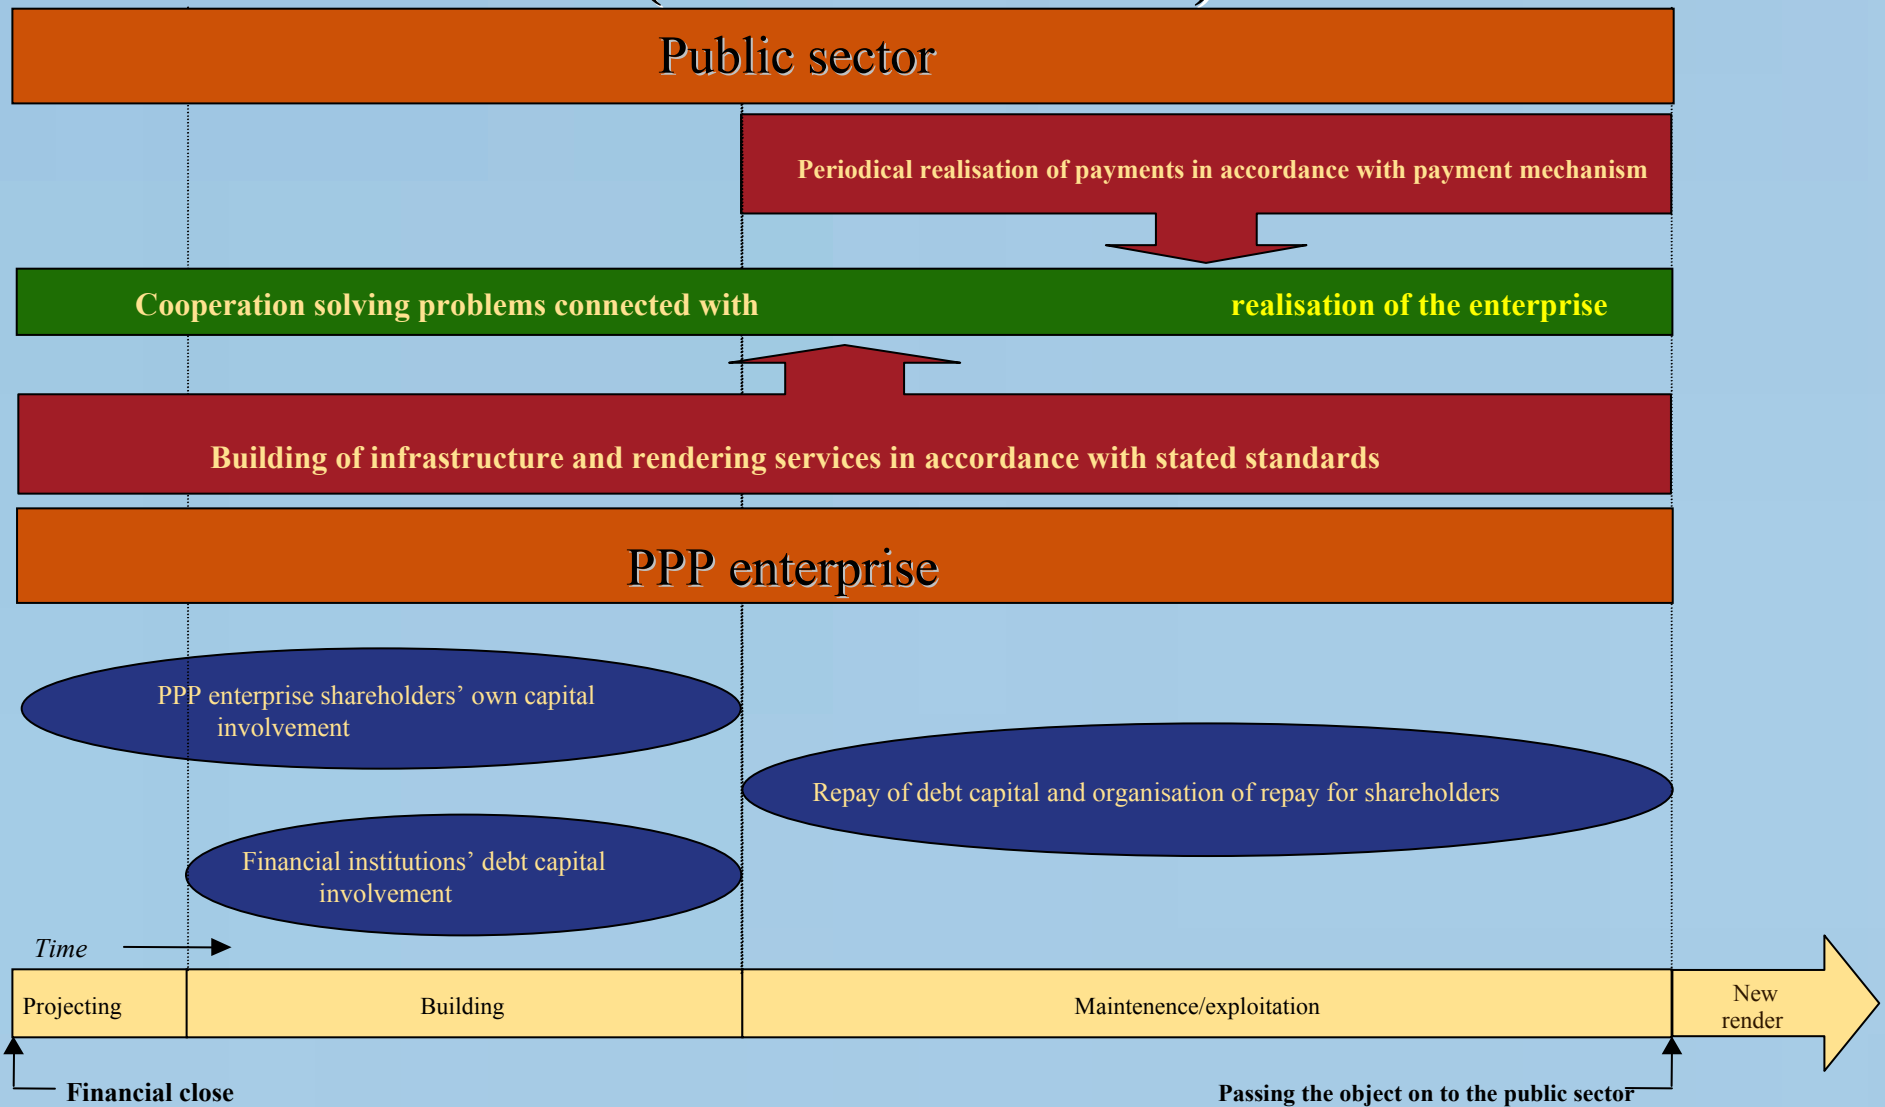 Public sector
Periodical realisation of payments in accordance with payment mechanism
Cooperation solving problems connected with realisation of the enterprise
Building of infrastructure and rendering services in accordance with stated standards
PPP enterprise
PPP enterprise shareholders’ own capital
involvement
Repay of debt capital and organisation of repay for shareholders
Financial institutions’ debt capital
involvement
Time
Projecting
Building
Maintenence/exploitation
New
render
Financial close
Passing the object on to the public sector